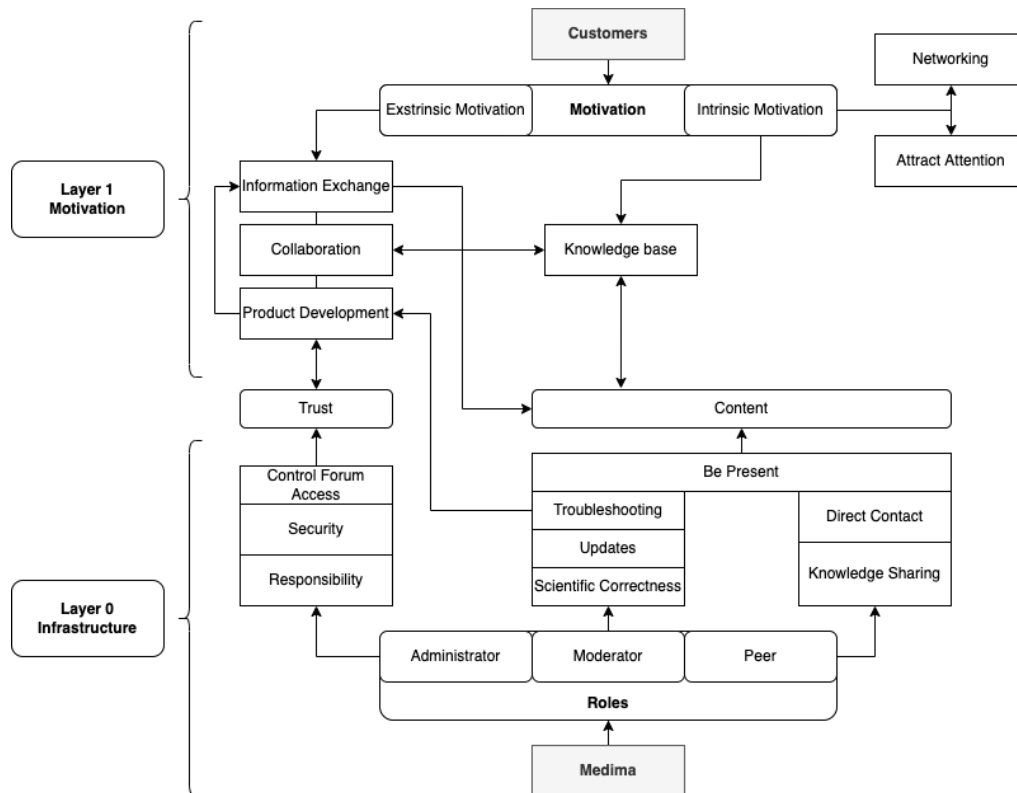 Customers
Networking
Exstrinsic Motivation
Motivation
Intrinsic Motivation
Attract Attention
Layer 1
Motivation
Information Exchange
Collaboration
Knowledge base
Product Development
Trust
Content
Control Forum
Access
Be Present
Troubleshooting
Direct Contact
Security
Updates
Responsibility
Scientific Correctness
Knowledge Sharing
Layer 0
Infrastructure
Administrator
Moderator
Peer
Roles
Medima